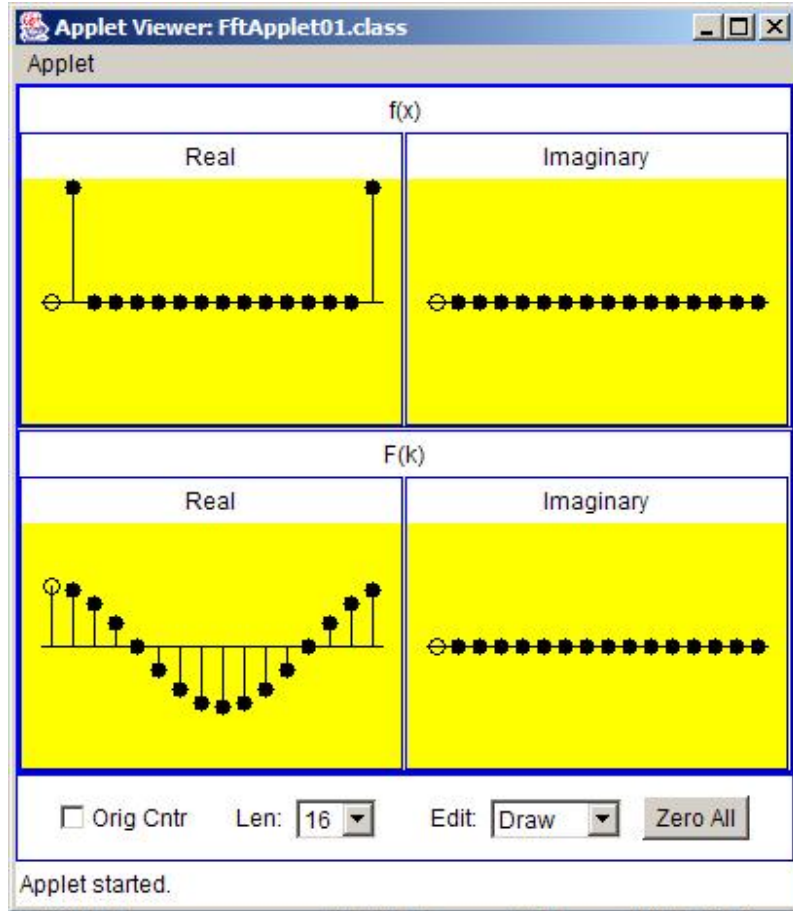 Applet Viewer: FftApplet01.class
Applet
f(x)
Real Imaginary
F(k)
Real Imaginary
Orig Cntr Len: 16 Edit: Draw Zero All
Applet started.